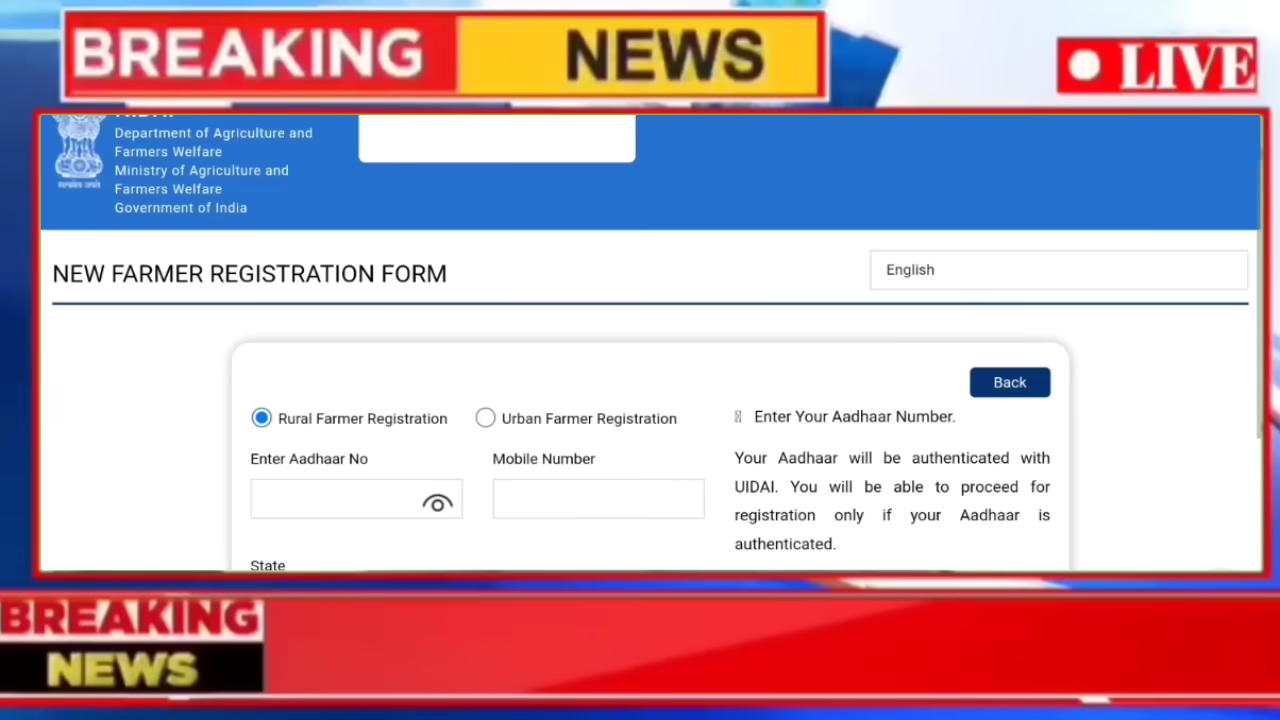 BREAKING NEWS
LIVE
Department of Agriculture and
Farmers Welfare
Ministry of Agriculture and
Farmers Welfare
Government of India
NEW FARMER REGISTRATION FORM
English
Back
Rural Farmer Registration
Urban Farmer Registration
Enter Your Aadhaar Number.
Enter Aadhaar No
Mobile Number
Your Aadhaar will be authenticated with
UIDAI. You will be able to proceed for
registration only if your Aadhaar is
authenticated.
State
BREAKING
NEWS